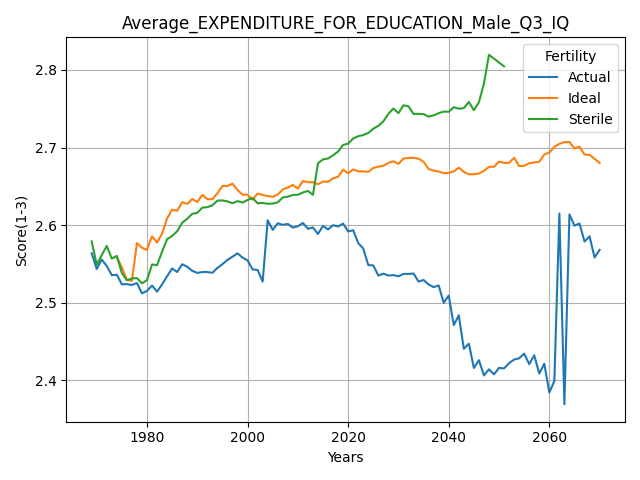 Average_EXPENDITURE_FOR_EDUCATION_Male_Q3_IQ
Fertility
Actual
Ideal
Sterile
Score(1-3)
2.8
2.7
2.6
2.5
2.4
1980 2000 2020 2040 2060
Years